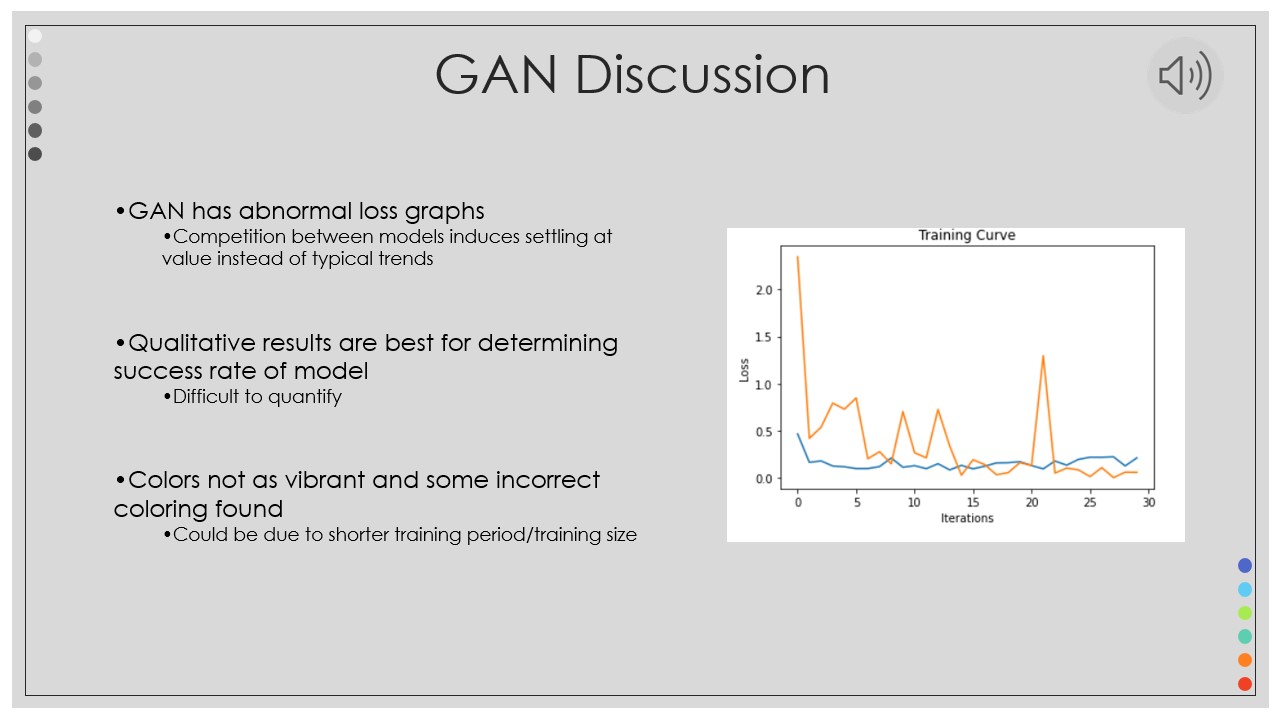 GAN Discussion
•GAN has abnormal loss graphs
•Competition between models induces settling at
value instead of typical trends
•Qualitative results are best for determining
success rate of model
•Difficult to quantify
•Colors not as vibrant and some incorrect
coloring found
•Could be due to shorter training period/training size
Training Curve
2.0
1.5
1.0
0.5
0.0
Loss
0 5 10 15 20 25 30
Iterations